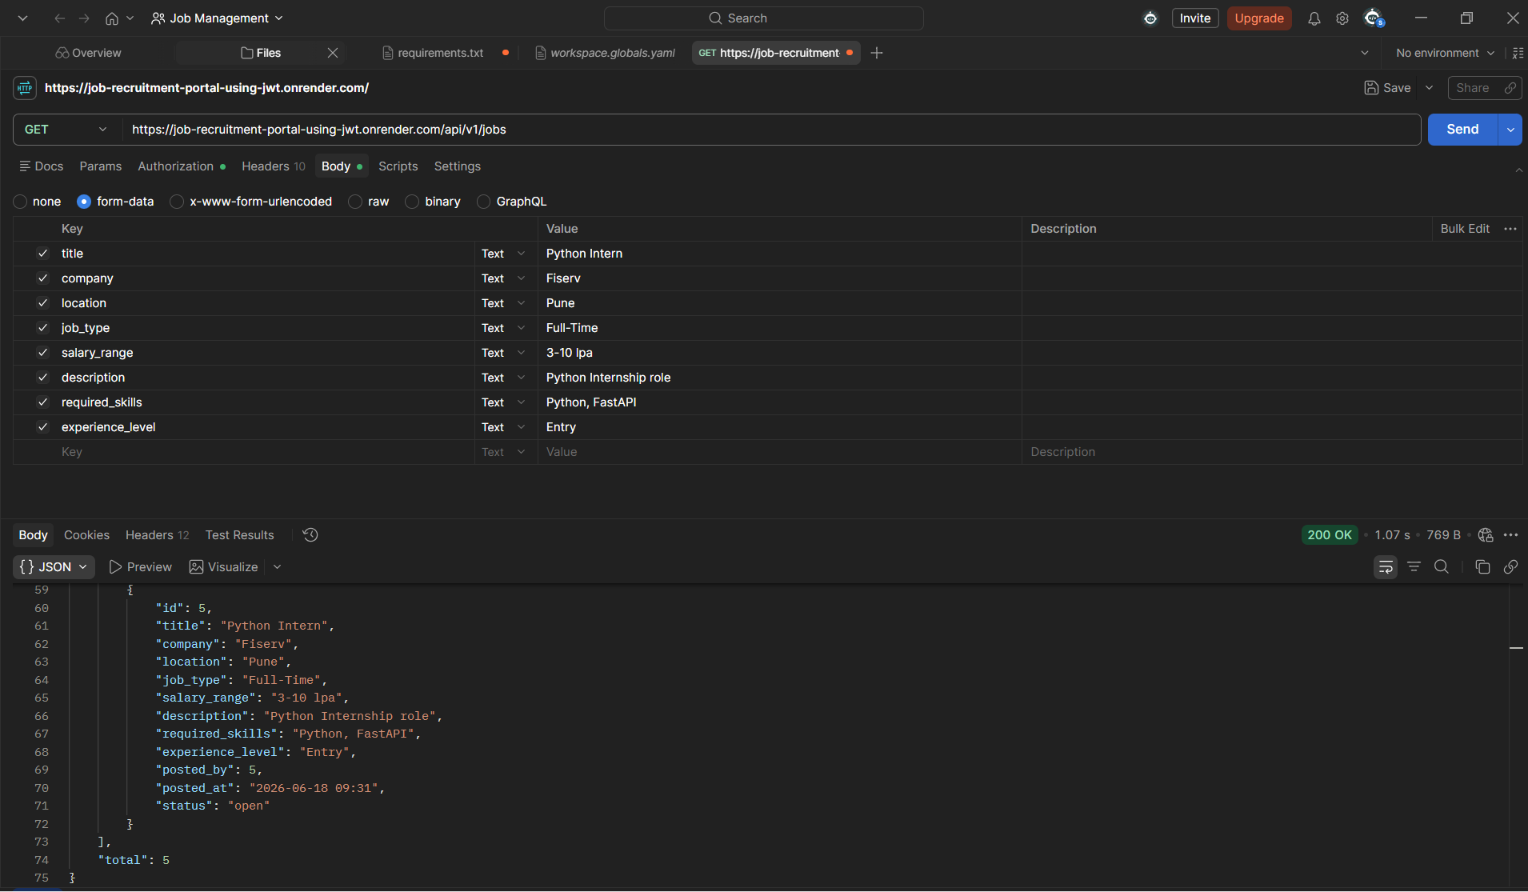 Job Management
Search
Invite
Upgrade
5
Overview
Files
requirements.txt
workspace.globals.yaml
GET https://job-recruitment
No environment
HTTP
https://job-recruitment-portal-using-jwt.onrender.com/
Save
Share
GET
https://job-recruitment-portal-using-jwt.onrender.com/api/v1/jobs
Send
Docs
Params
Authorization
Headers 10
Body
Scripts
Settings
none
form-data
x-www-form-urlencoded
raw
binary
GraphQL
Key Value Description Bulk Edit
title Text Python Intern
company Text Fiserv
location Text Pune
job_type Text Full-Time
salary_range Text 3-10 lpa
description Text Python Internship role
required_skills Text Python, FastAPI
experience_level Text Entry
Key Text Value Description
Body
Cookies
Headers 12
Test Results
200 OK
1.07 s
769 B
{} JSON
Preview
Visualize
59 {
60 "id": 5,
61 "title": "Python Intern",
62 "company": "Fiserv",
63 "location": "Pune",
64 "job_type": "Full-Time",
65 "salary_range": "3-10 lpa",
66 "description": "Python Internship role",
67 "required_skills": "Python, FastAPI",
68 "experience_level": "Entry",
69 "posted_by": 5,
70 "posted_at": "2026-06-18 09:31",
71 "status": "open"
72 }
73 ],
74 "total": 5
75 }